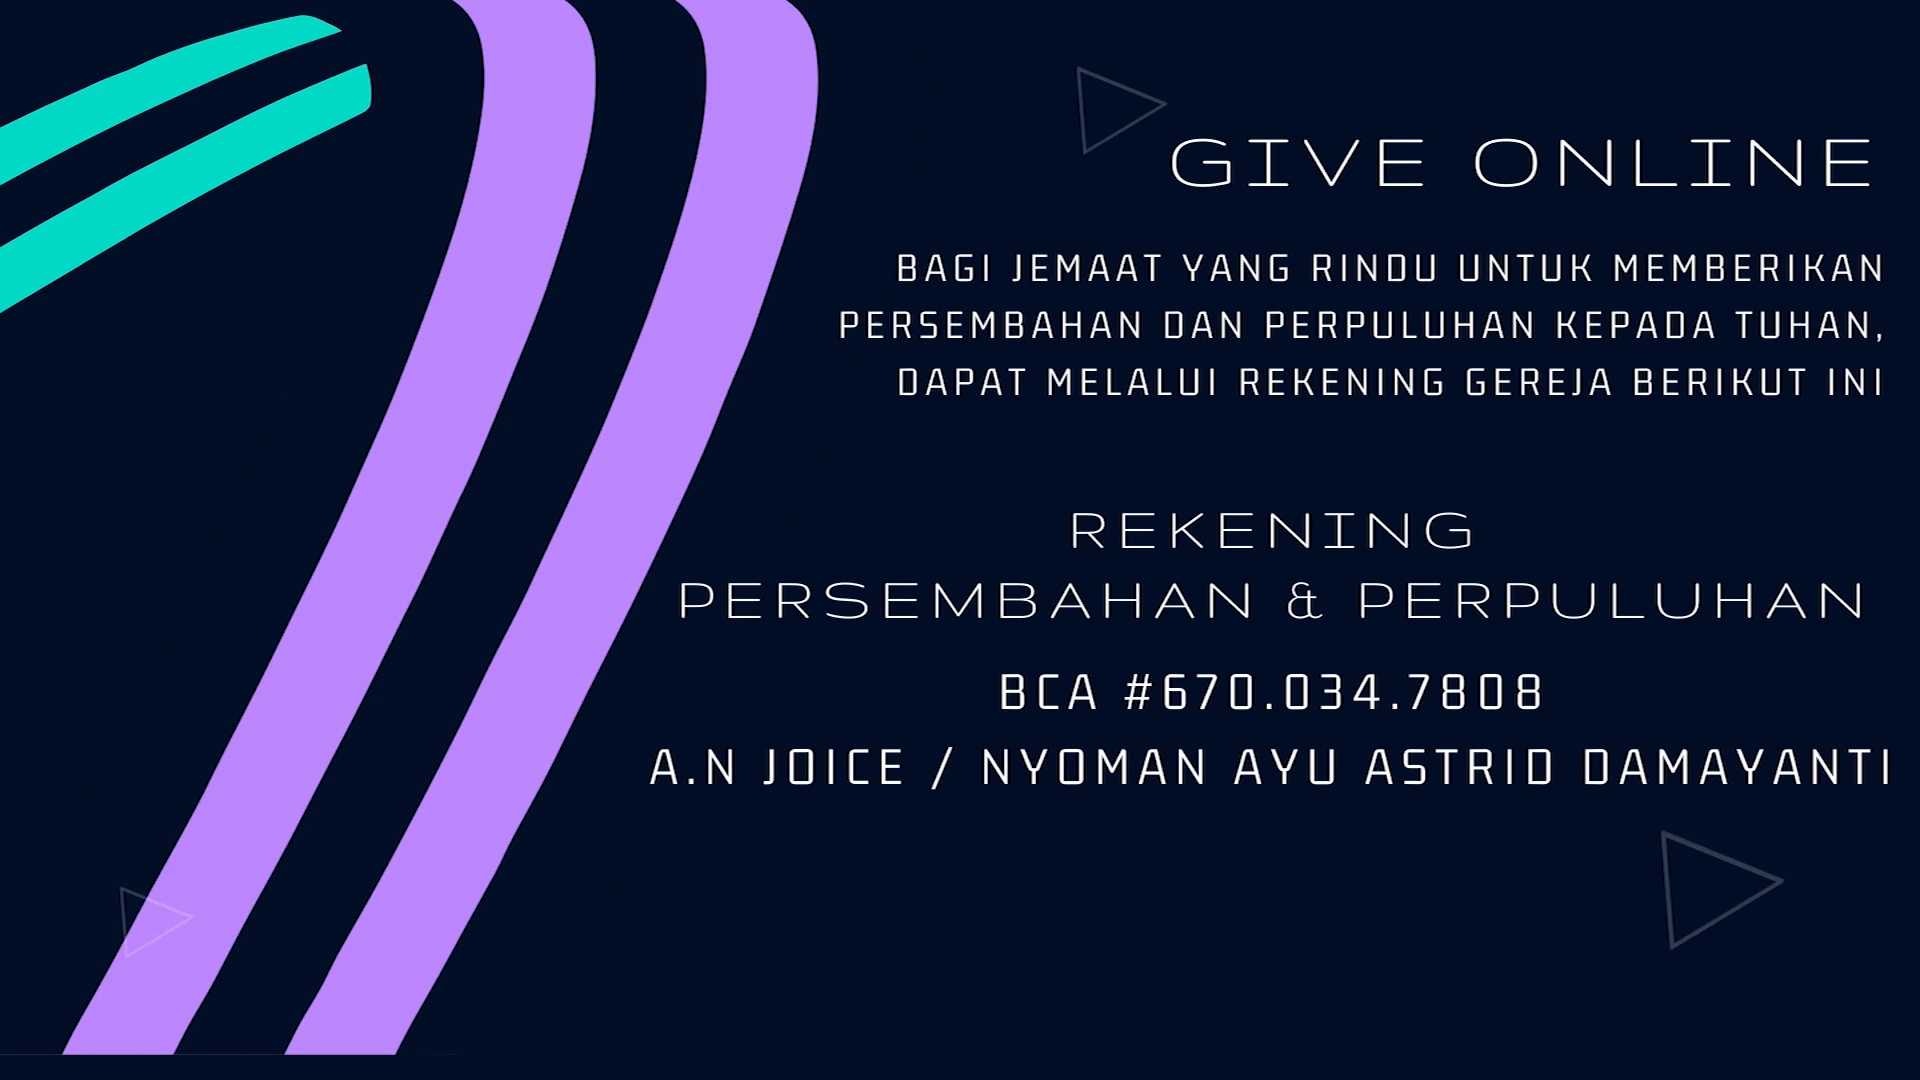 GIVE ONLINE
BAGI JEMAAT YANG RINDU UNTUK MEMBERIKAN
PERSEMBAHAN DAN PERPULUHAN KEPADA TUHAN,
DAPAT MELALUI REKENING GEREJA BERIKUT INI
REKENING
PERSEMBAHAN & PERPULUHAN
BCA #670.034.7808
A.N JOICE / NYOMAN AYU ASTRID DAMAYANTI